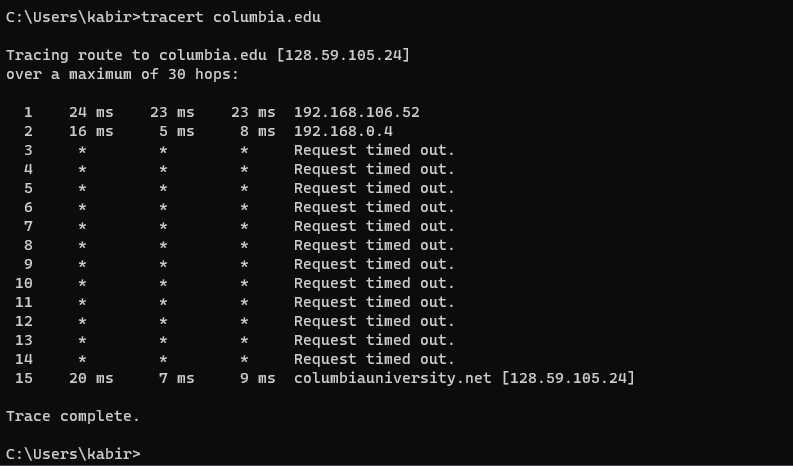 C:\Users\kabir>tracert columbia.edu
Tracing route to columbia.edu [128.59.105.24]
over a maximum of 30 hops:
1 24 ms 23 ms 23 ms 192.168.106.52
2 16 ms 5 ms 8 ms 192.168.0.4
3 * * * Request timed out.
4 * * * Request timed out.
5 * * * Request timed out.
6 * * * Request timed out.
7 * * * Request timed out.
8 * * * Request timed out.
9 * * * Request timed out.
10 * * * Request timed out.
11 * * * Request timed out.
12 * * * Request timed out.
13 * * * Request timed out.
14 * * * Request timed out.
15 20 ms 7 ms 9 ms columbiauniversity.net [128.59.105.24]
Trace complete.
C:\Users\kabir>